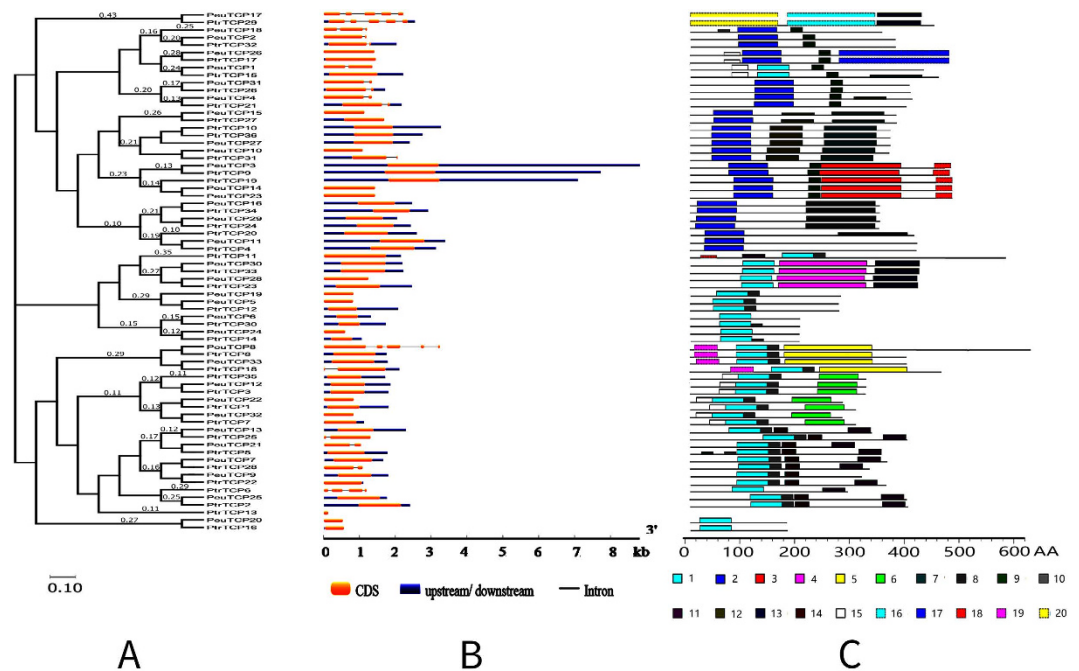 0.43 PeuTCP17
PtrTCP29
0.25 PeuTCP18
0.16 PeuTCP2
0.20 PtrTCP32
PeuTCP26
0.28 PtrTCP17
PeuTCP1
0.24 PtrTCP15
0.17 PeuTCP31
0.20 PtrTCP26
PeuTCP4
0.13 PtrTCP21
0.26 PeuTCP15
PtrTCP27
PtrTCP10
0.21 PtrTCP36
PeuTCP27
PeuTCP10
PtrTCP31
0.13 PeuTCP3
0.23 PtrTCP9
PtrTCP19
0.14 PeuTCP14
PeuTCP23
PeuTCP16
0.21 PtrTCP34
PeuTCP29
0.10 0.10 PtrTCP24
0.19 PtrTCP20
PeuTCP11
PtrTCP4
0.35 PtrTCP11
PeuTCP30
0.27 PtrTCP33
PeuTCP28
PtrTCP23
0.29 PeuTCP19
PeuTCP5
PtrTCP12
0.15 PeuTCP6
0.15 PtrTCP30
0.12 PeuTCP24
PtrTCP14
PeuTCP8
0.29 PtrTCP8
PeuTCP33
PtrTCP18
0.11 PtrTCP35
0.12 PeuTCP12
0.11 PtrTCP3
PeuTCP22
0.13 PtrTCP1
PeuTCP32
PtrTCP7
0.12 PeuTCP13
0.17 PtrTCP25
PeuTCP21
PtrTCP5
PeuTCP7
0.16 PtrTCP28
PeuTCP9
PtrTCP22
0.29 PtrTCP6
0.25 PeuTCP25
PtrTCP2
0.11 PtrTCP13
0.27 PeuTCP20
PtrTCP16
0.10
3'
0 1 2 3 4 5 6 7 8 kb
CDS upstream/ downstream Intron
0 100 200 300 400 500 600 AA
1 2 3 4 5 6 7 8 9 10
11 12 13 14 15 16 17 18 19 20
A B C